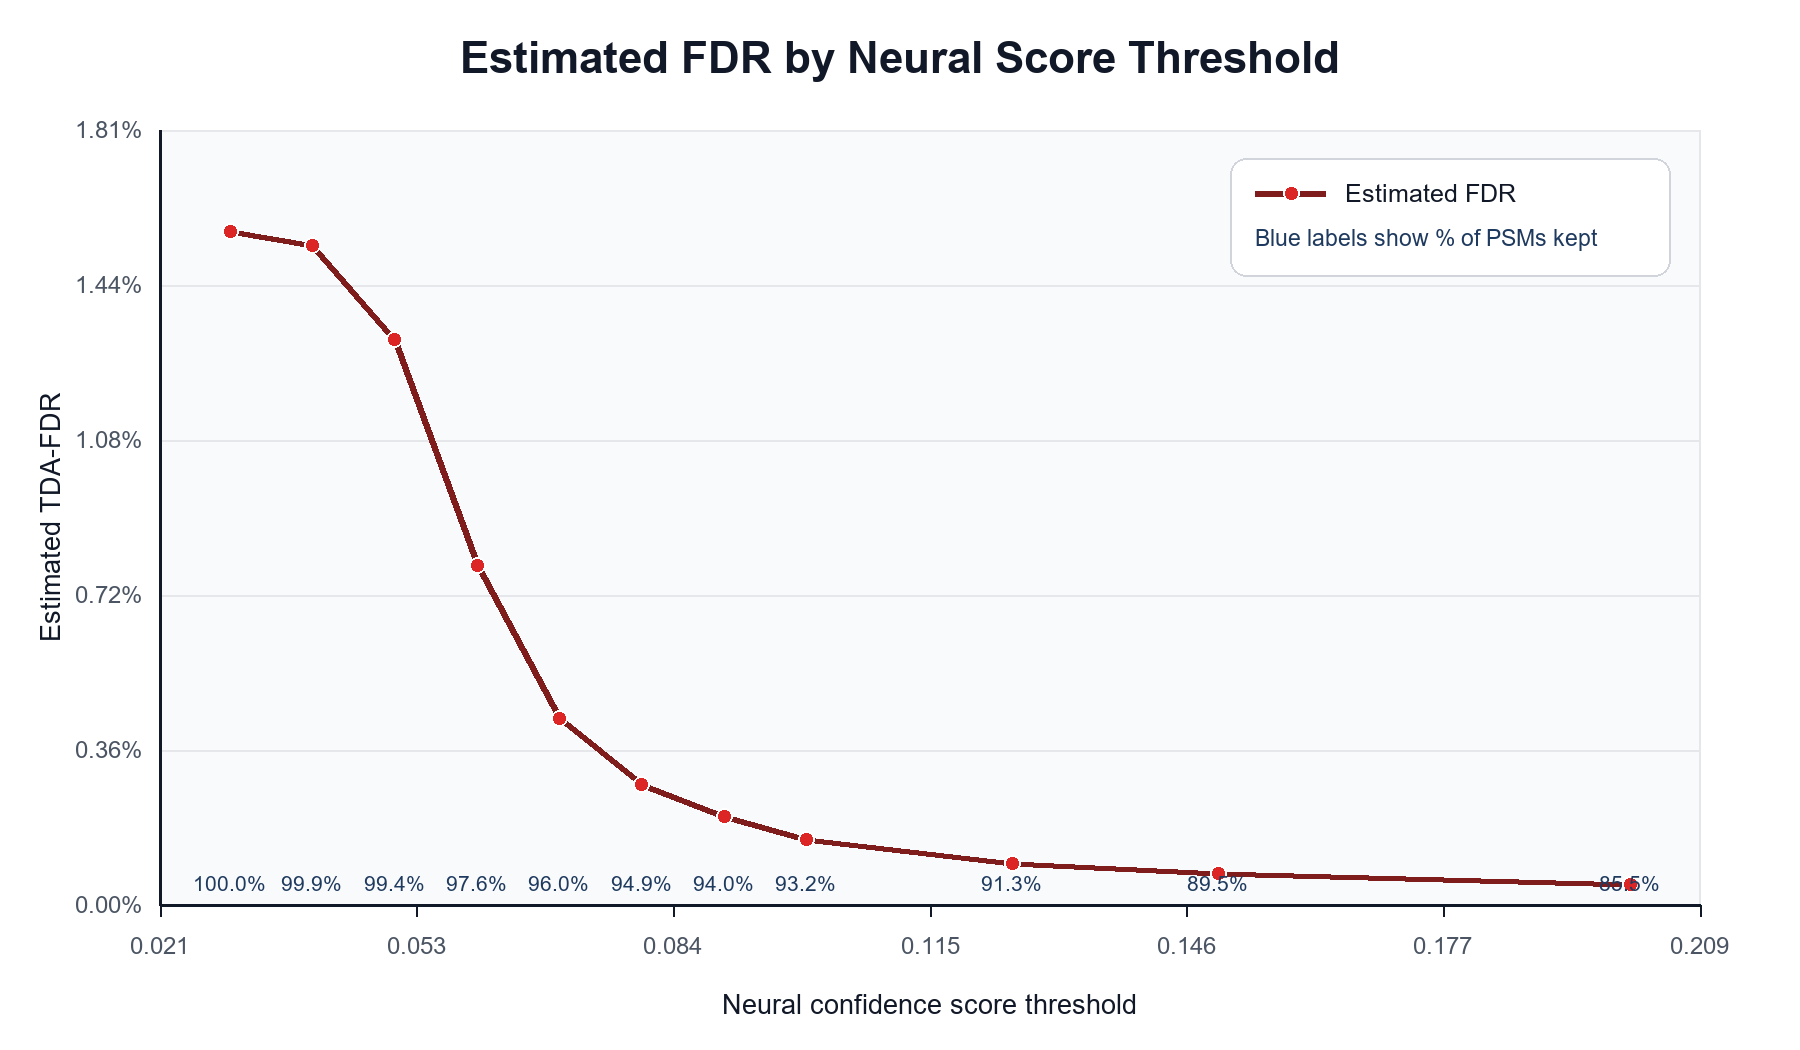 Estimated FDR by Neural Score Threshold
1.81%
Estimated FDR
Blue labels show % of PSMs kept
1.44%
1.08%
0.72%
0.36%
0.00%
Estimated TDA-FDR
100.0% 99.9% 99.4% 97.6% 96.0% 94.9% 94.0% 93.2% 91.3% 89.5% 85.5%
0.021 0.053 0.084 0.115 0.146 0.177 0.209
Neural confidence score threshold